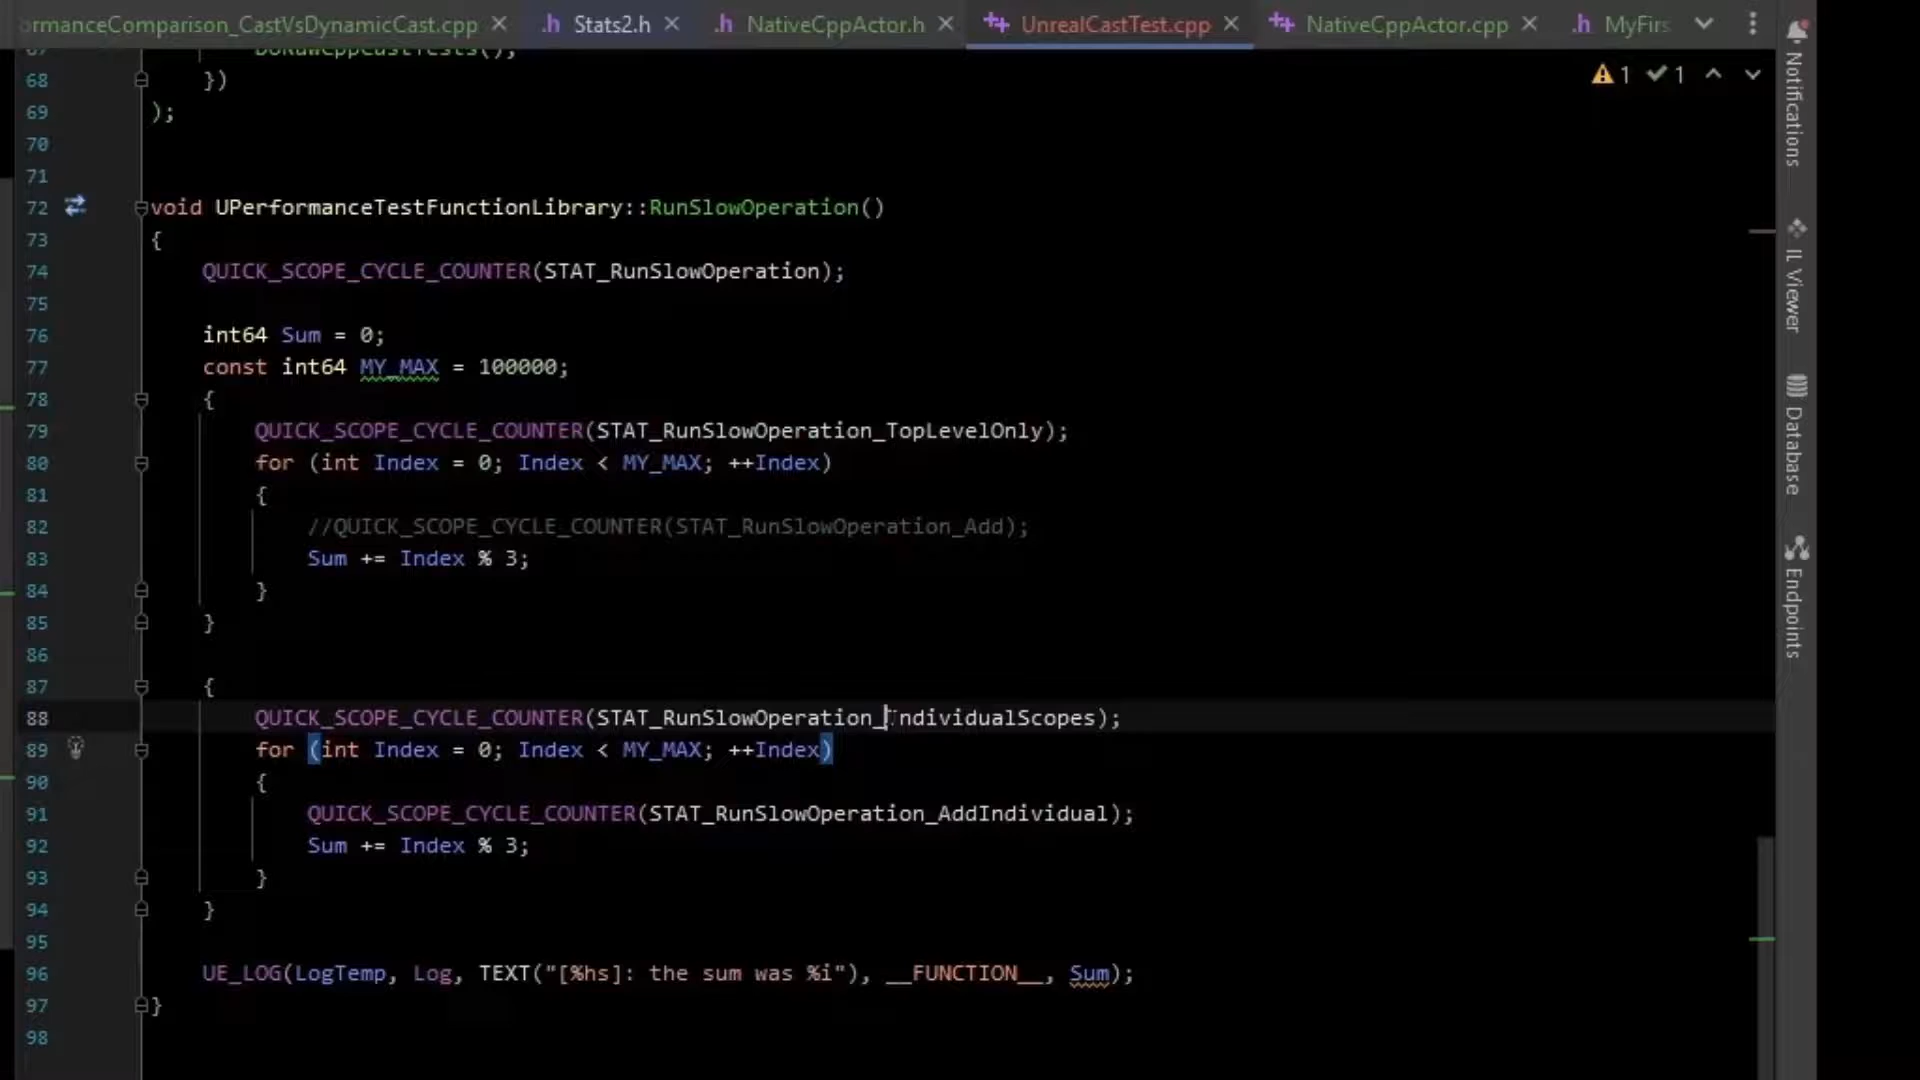 ormanceComparison_CastVsDynamicCast.cpp × .h Stats2.h × .h NativeCppActor.h × UnrealCastTest.cpp × NativeCppActor.cpp × .h MyFirs
67 DoRawCppCastTests();
68 })
69 );
70
71
72 void UPerformanceTestFunctionLibrary::RunSlowOperation()
73 {
74 QUICK_SCOPE_CYCLE_COUNTER(STAT_RunSlowOperation);
75
76 int64 Sum = 0;
77 const int64 MY_MAX = 100000;
78 {
79 QUICK_SCOPE_CYCLE_COUNTER(STAT_RunSlowOperation_TopLevelOnly);
80 for (int Index = 0; Index < MY_MAX; ++Index)
81 {
82 //QUICK_SCOPE_CYCLE_COUNTER(STAT_RunSlowOperation_Add);
83 Sum += Index % 3;
84 }
85 }
86
87 {
88 QUICK_SCOPE_CYCLE_COUNTER(STAT_RunSlowOperation_IndividualScopes);
89 for (int Index = 0; Index < MY_MAX; ++Index)
90 {
91 QUICK_SCOPE_CYCLE_COUNTER(STAT_RunSlowOperation_AddIndividual);
92 Sum += Index % 3;
93 }
94 }
95
96 UE_LOG(LogTemp, Log, TEXT("[%hs]: the sum was %i"), __FUNCTION__, Sum);
97 }
98
1 1
Notifications
IL Viewer
Database
Endpoints